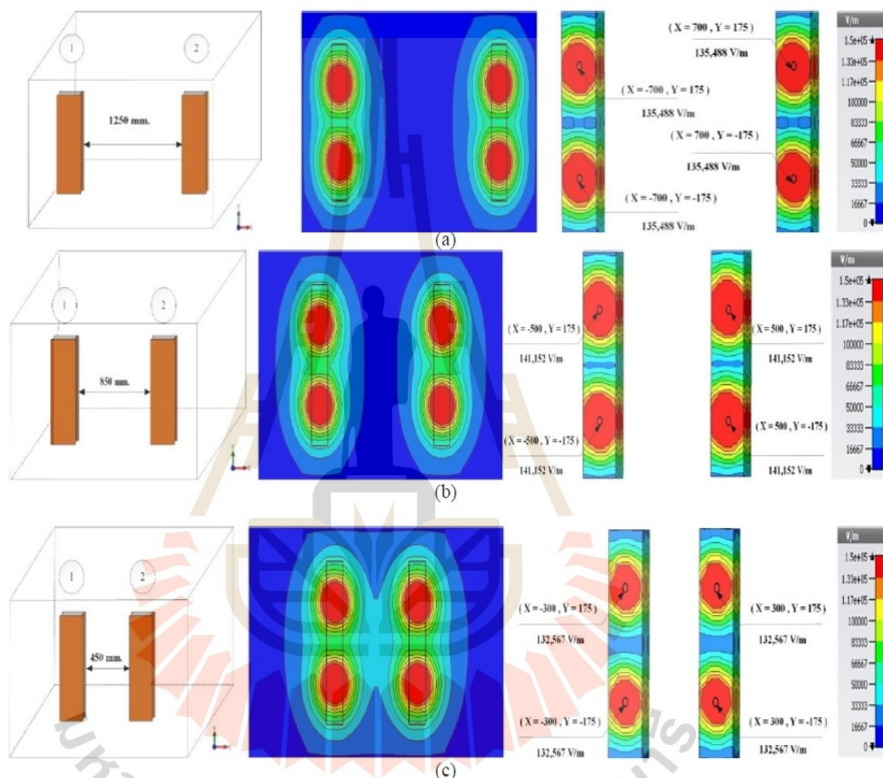 1
2
1250 mm.
( X = 700 , Y = 175 )
135,488 V/m
( X = -700 , Y = 175 )
135,488 V/m
( X = 700 , Y = -175 )
135,488 V/m
( X = -700 , Y = -175 )
135,488 V/m
V/m
1.5e+05
1.33e+05
1.17e+05
100000
83333
66667
50000
33333
16667
0
(a)
1
2
850 mm.
( X = -500 , Y = 175 )
141,152 V/m
( X = 500 , Y = 175 )
141,152 V/m
( X = -500 , Y = -175 )
141,152 V/m
( X = 500 , Y = -175 )
141,152 V/m
V/m
1.5e+05
1.33e+05
1.17e+05
100000
83333
66667
50000
33333
16667
0
(b)
1
2
450 mm.
( X = -300 , Y = 175 )
132,567 V/m
( X = 300 , Y = 175 )
132,567 V/m
( X = -300 , Y = -175 )
132,567 V/m
( X = 300 , Y = -175 )
132,567 V/m
V/m
1.5e+05
1.33e+05
1.17e+05
100000
83333
66667
50000
33333
16667
0
(c)